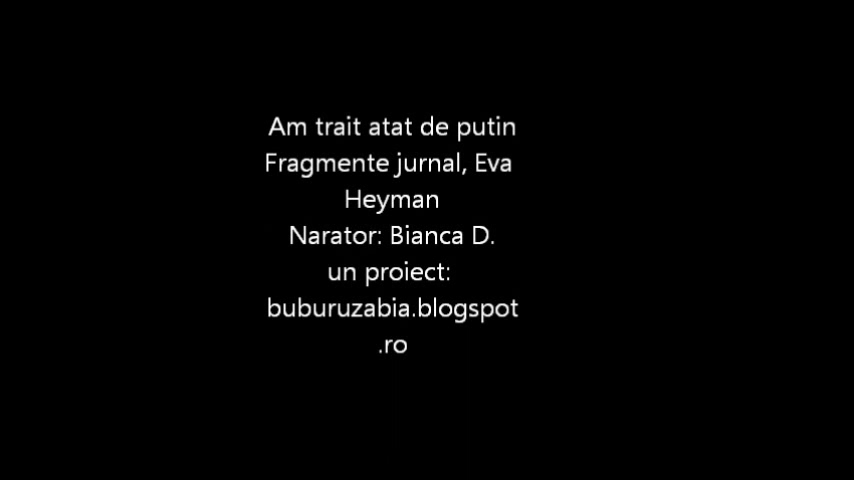 Am trait atat de putin
Fragmente jurnal, Eva
Heyman
Narator: Bianca D.
un proiect:
buburuzabia.blogspot
.ro